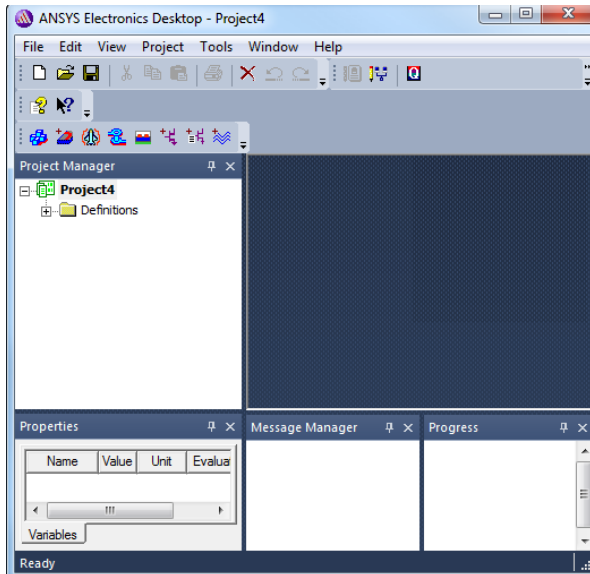 ANSYS Electronics Desktop - Project4
File Edit View Project Tools Window Help
Project Manager
Project4
Definitions
Properties
Message Manager
Progress
Name Value Unit Evalua
Variables
Ready